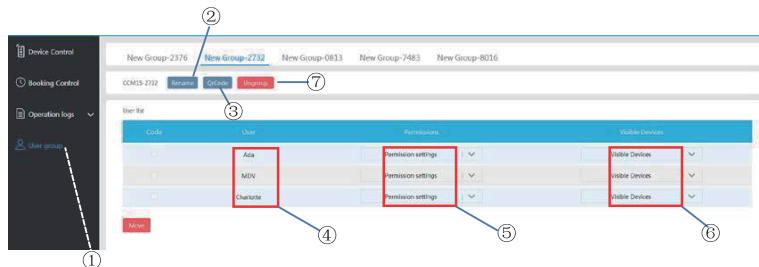 ②
Device Control
New Group-2376 New Group-2732 New Group-0813 New Group-7483 New Group-8016
Booking Control
CCM15-2732 Rename QrCode Ungroup ⑦
③
Operation logs
User list
Code User Permissions Visible Devices
User group
Ada Permission settings Visible Devices
MDV Permission settings Visible Devices
Charlotte Permission settings Visible Devices
Move
④ ⑤ ⑥
①